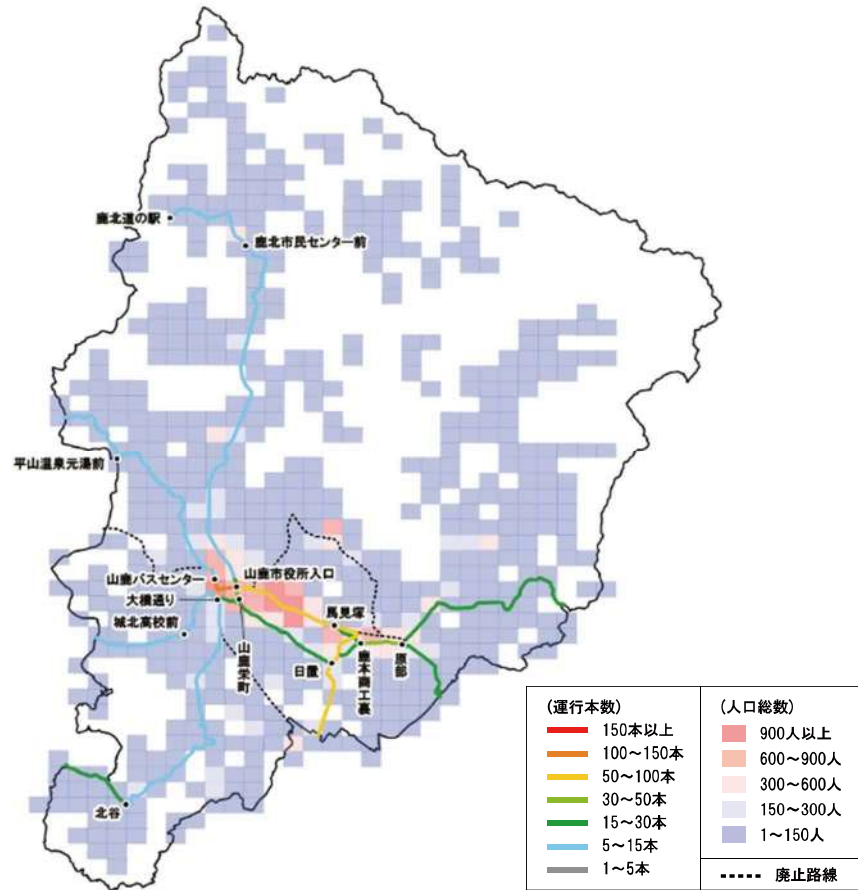 鹿北道の駅
鹿北市民センター前
平山温泉元湯前
山鹿バスセンター
山鹿市役所入口
大橋通り
馬見塚
城北高校前
山鹿栄町
日置
鹿本商工裏
原部
北谷
(運行本数)
150本以上
100~150本
50~100本
30~50本
15~30本
5~15本
1~5本
(人口総数)
900人以上
600~900人
300~600人
150~300人
1~150人
廃止路線